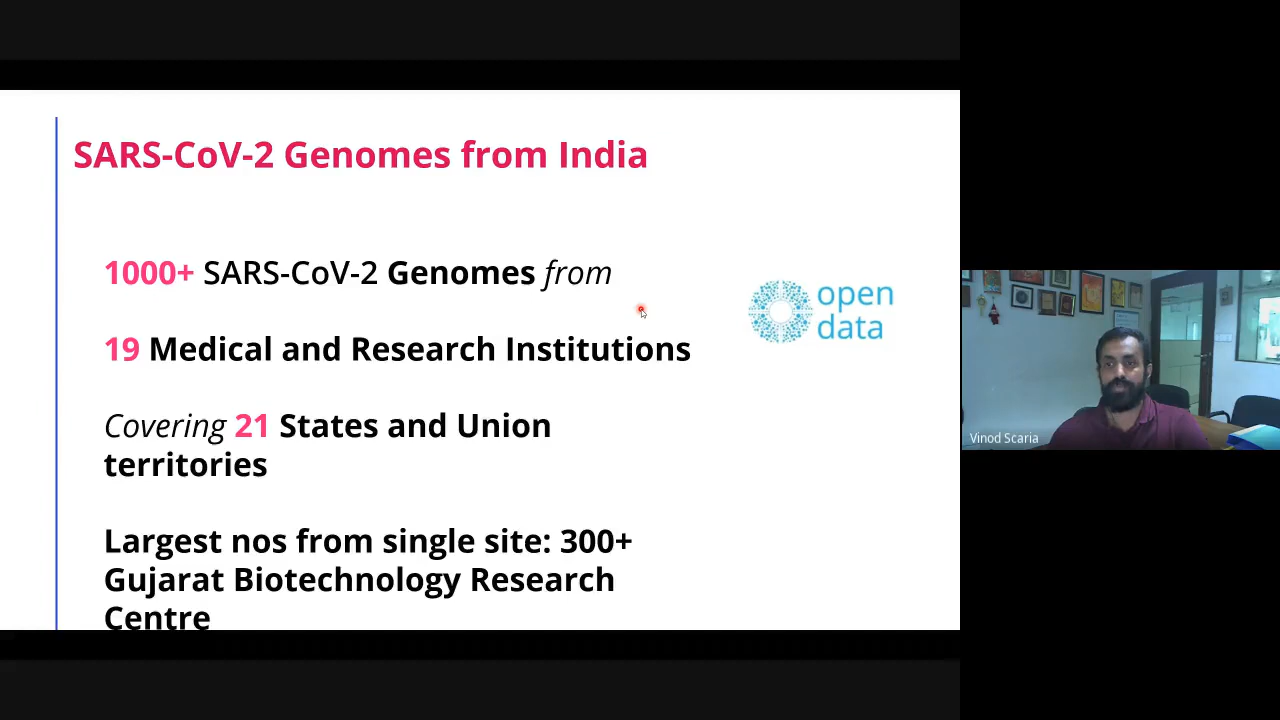 SARS-CoV-2 Genomes from India
1000+ SARS-CoV-2 Genomes from
19 Medical and Research Institutions
Covering 21 States and Union
territories
Largest nos from single site: 300+
Gujarat Biotechnology Research
Centre
open
data
Vinod Scaria